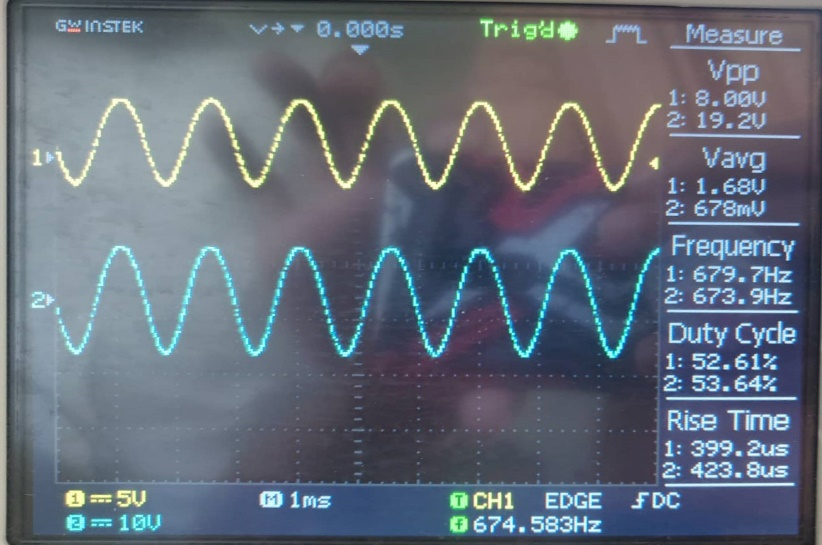 GW INSTEK 0.000s Trig'd Measure
Vpp
1: 8.00V
2: 19.2V
1
Vavg
1: 1.68V
2: 678mV
Frequency
1: 679.7Hz
2: 673.9Hz
2
Duty Cycle
1: 52.61%
2: 53.64%
Rise Time
1: 399.2us
2: 423.8us
1 5V M 1ms T CH1 EDGE DC
2 10V f 674.583Hz